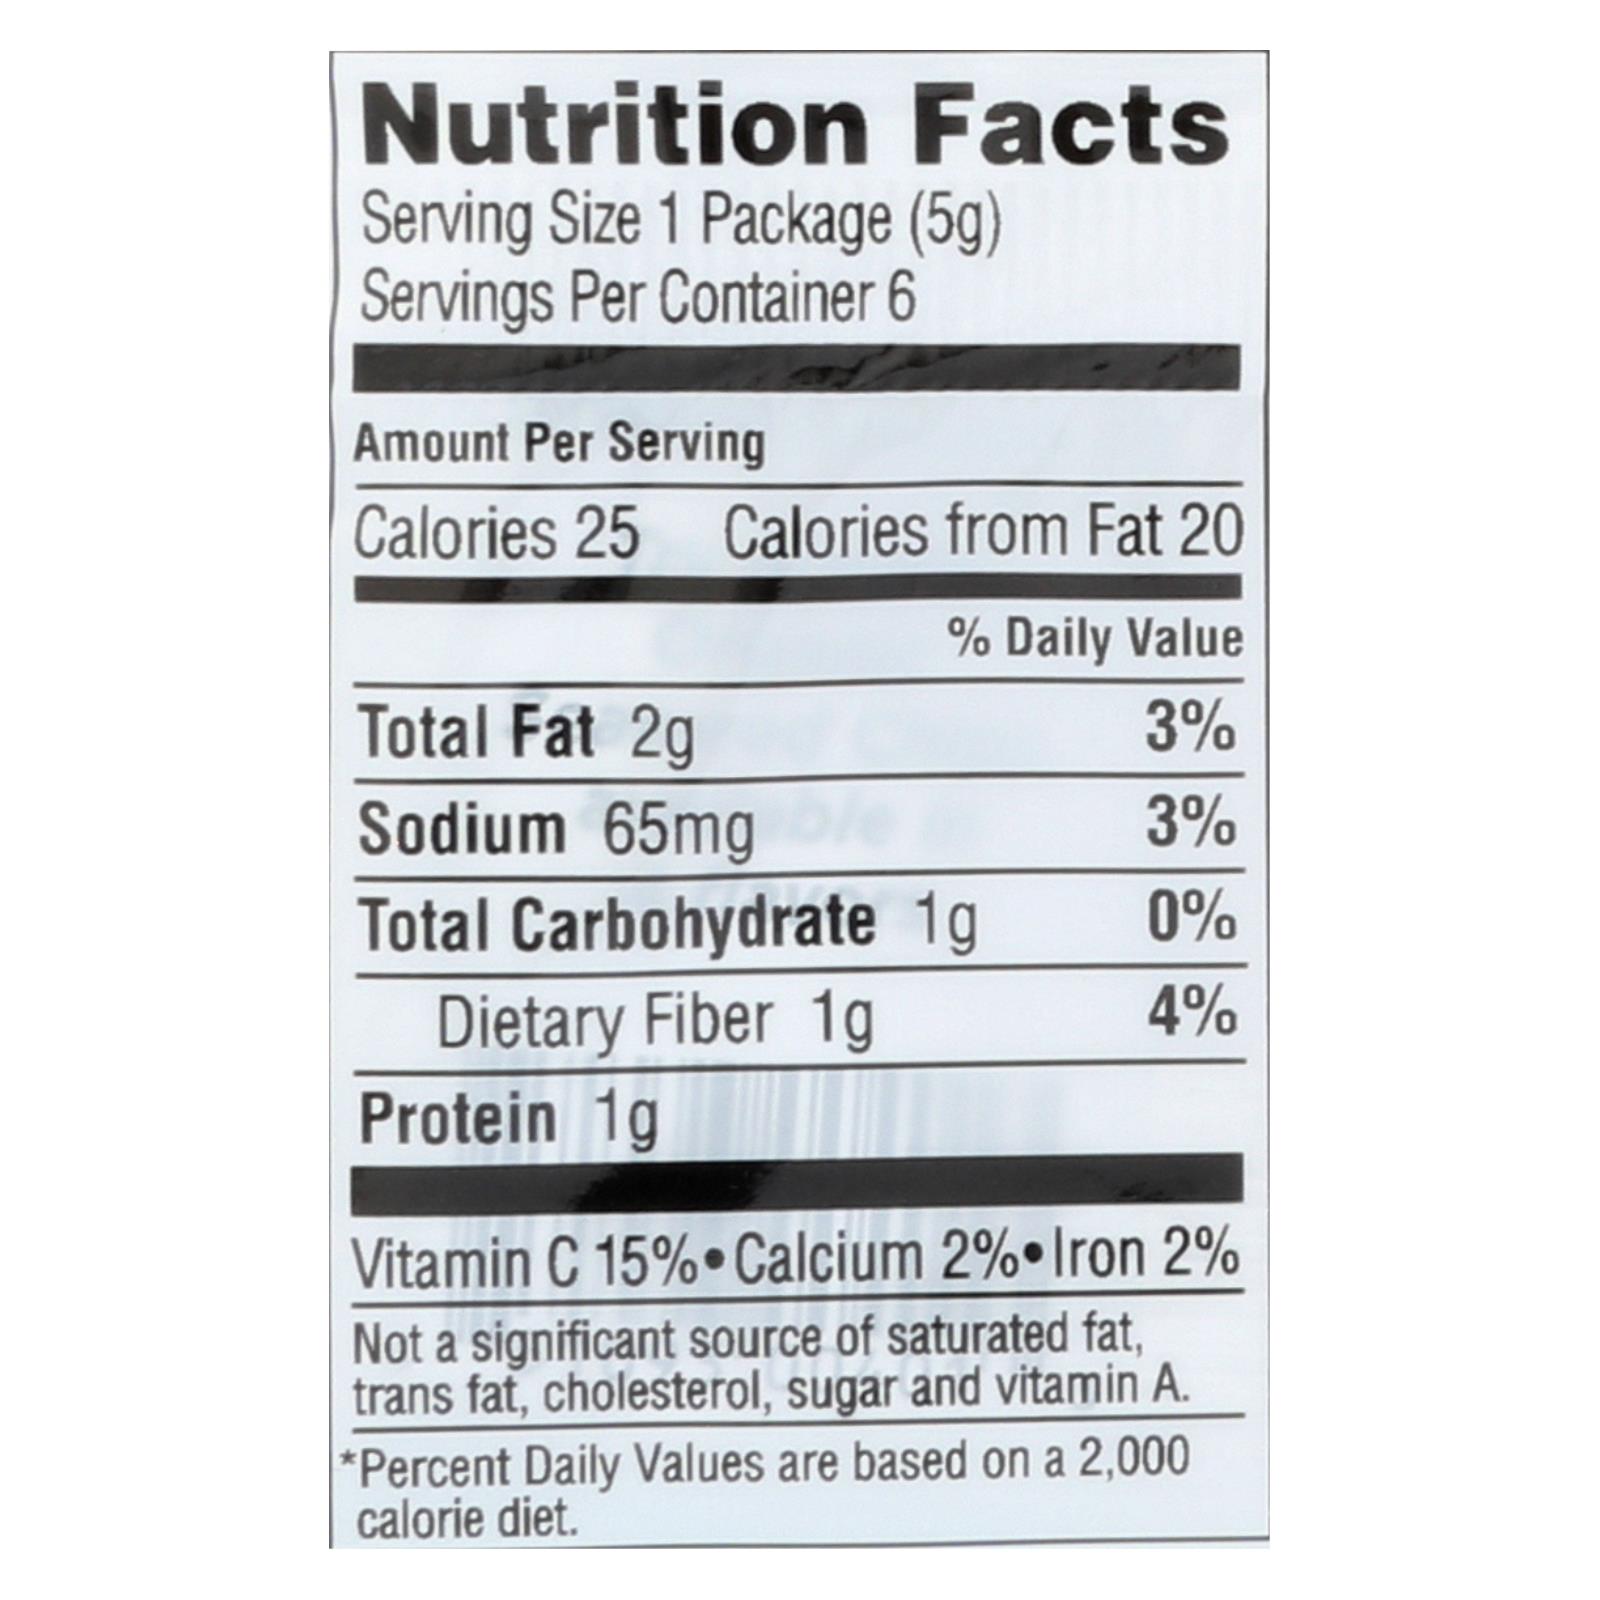 Nutrition Facts
Serving Size 1 Package (5g)
Servings Per Container 6
Amount Per Serving
Calories 25 Calories from Fat 20
% Daily Value
Total Fat 2g 3%
Sodium 65mg 3%
Total Carbohydrate 1g 0%
Dietary Fiber 1g 4%
Protein 1g
Vitamin C 15%•Calcium 2%•Iron 2%
Not a significant source of saturated fat,
trans fat, cholesterol, sugar and vitamin A.
*Percent Daily Values are based on a 2,000
calorie diet.